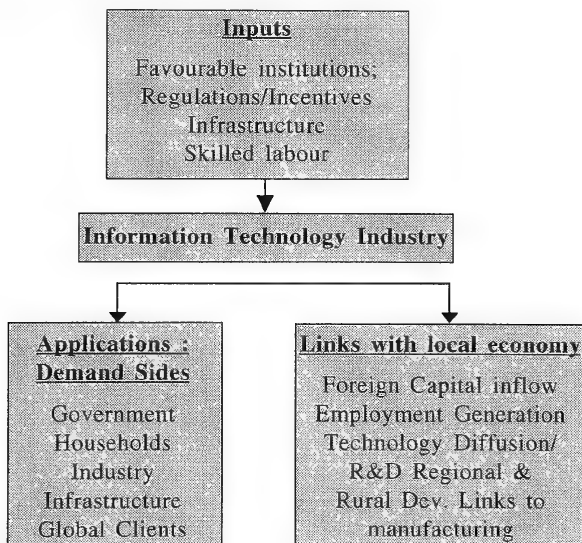 Inputs
Favourable institutions;
Regulations/Incentives
Infrastructure
Skilled labour
Information Technology Industry
Applications :
Demand Sides
Government
Households
Industry
Infrastructure
Global Clients
Links with local economy
Foreign Capital inflow
Employment Generation
Technology Diffusion/
R&D Regional &
Rural Dev. Links to
manufacturing